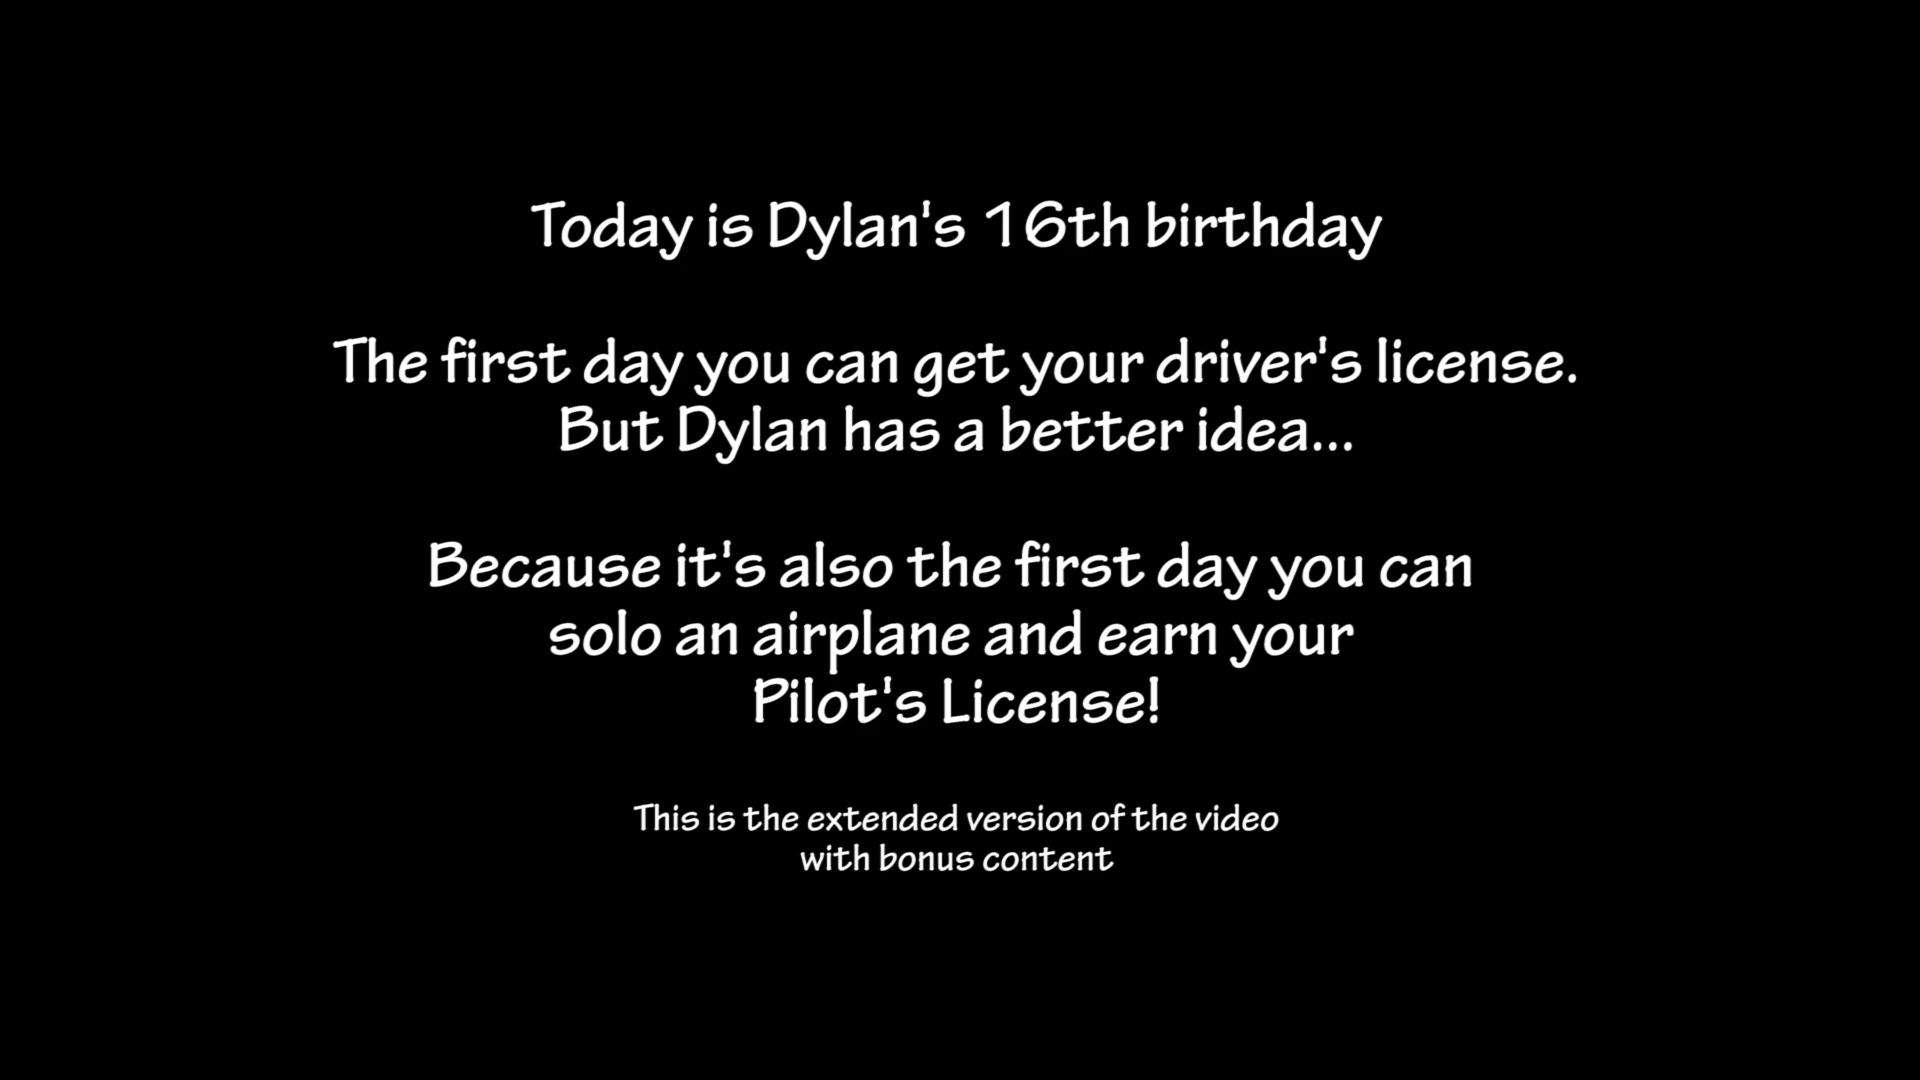 Today is Dylan's 16th birthday
The first day you can get your driver's license.
But Dylan has a better idea...
Because it's also the first day you can
solo an airplane and earn your
Pilot's License!
This is the extended version of the video
with bonus content